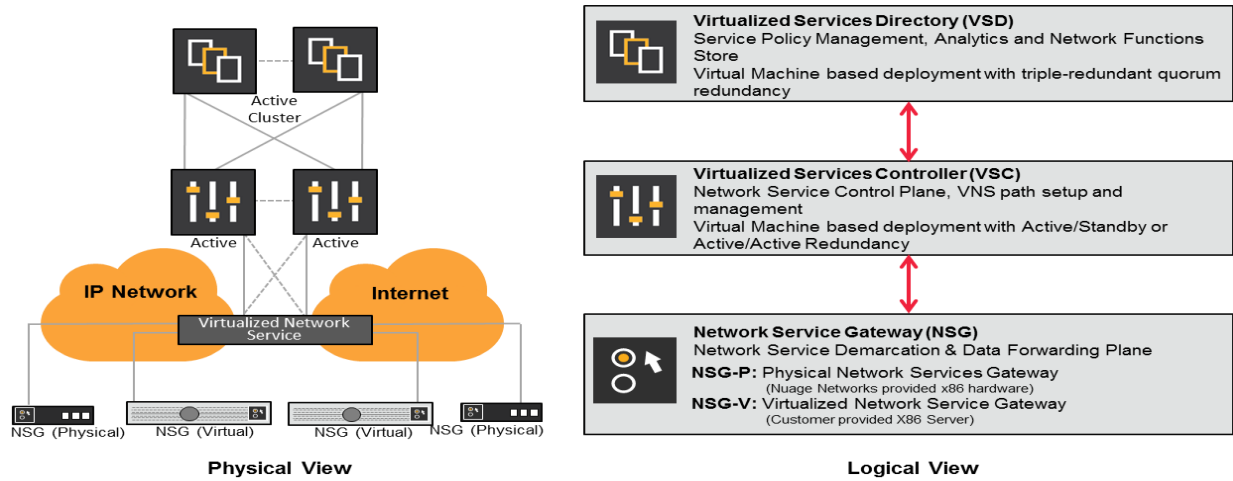 Active
Cluster
Active
Active
IP Network
Internet
Virtualized Network
Service
NSG (Physical)
NSG (Virtual)
NSG (Virtual)
NSG (Physical)
Physical View
Virtualized Services Directory (VSD)
Service Policy Management, Analytics and Network Functions
Store
Virtual Machine based deployment with triple-redundant quorum
redundancy
Virtualized Services Controller (VSC)
Network Service Control Plane, VNS path setup and
management
Virtual Machine based deployment with Active/Standby or
Active/Active Redundancy
Network Service Gateway (NSG)
Network Service Demarcation & Data Forwarding Plane
NSG-P: Physical Network Services Gateway
(Nuage Networks provided x86 hardware)
NSG-V: Virtualized Network Service Gateway
(Customer provided X86 Server)
Logical View